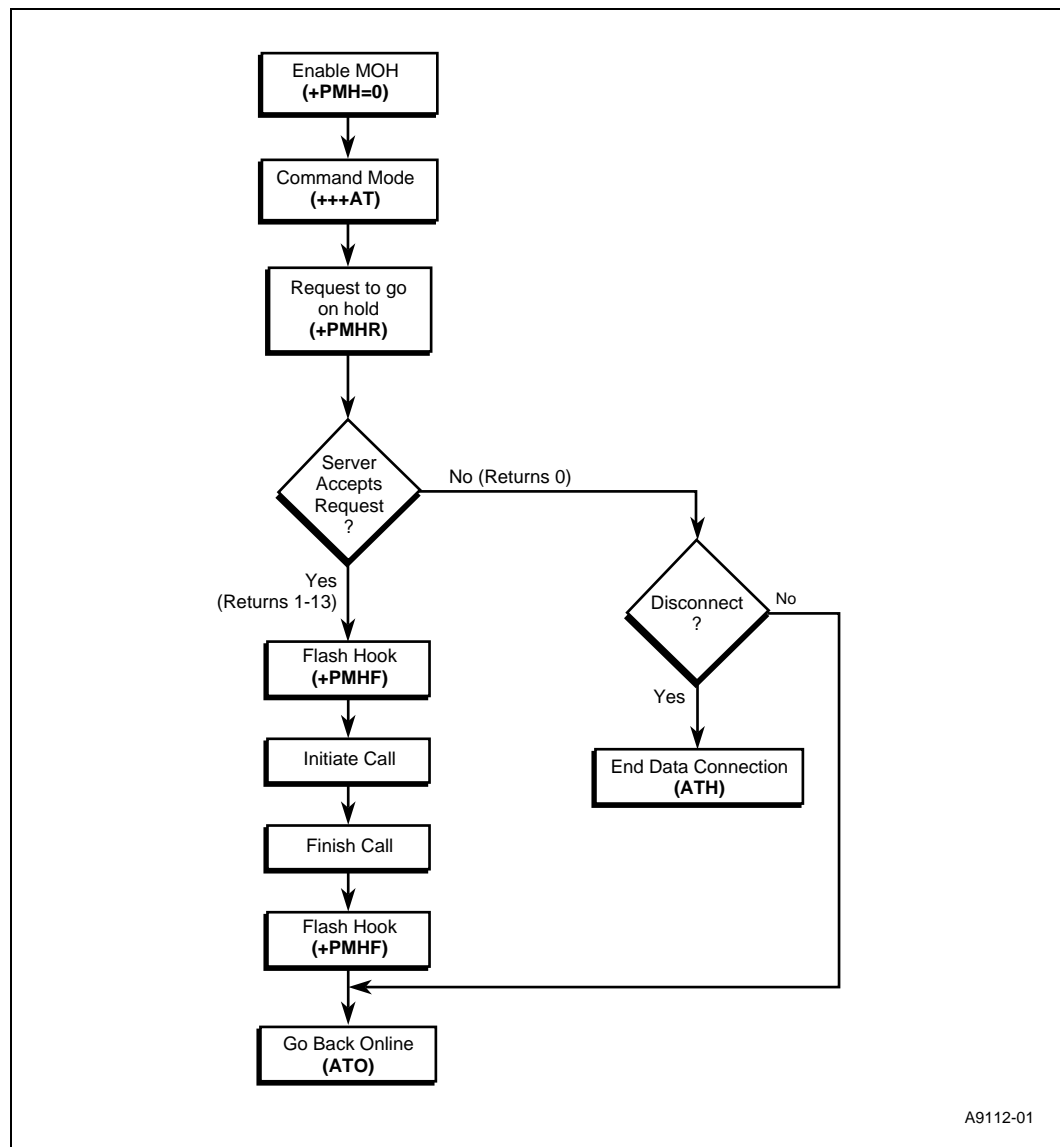 Enable MOH
(+PMH=0)
Command Mode
(+++AT)
Request to go
on hold
(+PMHR)
Server
Accepts
Request
?
No (Returns 0)
Yes
(Returns 1-13)
Disconnect
?
No
Yes
Flash Hook
(+PMHF)
Initiate Call
End Data Connection
(ATH)
Finish Call
Flash Hook
(+PMHF)
Go Back Online
(ATO)
A9112-01